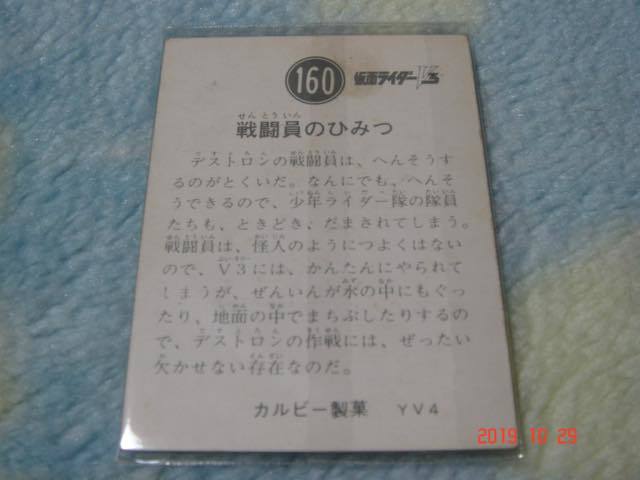 160 仮面ライダーV3
せんとういん
戦闘員のひみつ
デストロンの戦闘員は、へんそうす
るのがとくいだ。なんにでも、へんそ
うできるので、少年ライダー隊の隊員
たちも、ときどき、だまされてしまう。
戦闘員は、怪人のようにつよくはない
ので、V3には、かんたんにやられて
しまうが、ぜんいんが水の中にもぐっ
たり、地面の中でまちぶしたりするの
で、デストロンの作戦には、ぜったい
欠かせない存在なのだ。
カルビー製菓 YV4
2019 10 29